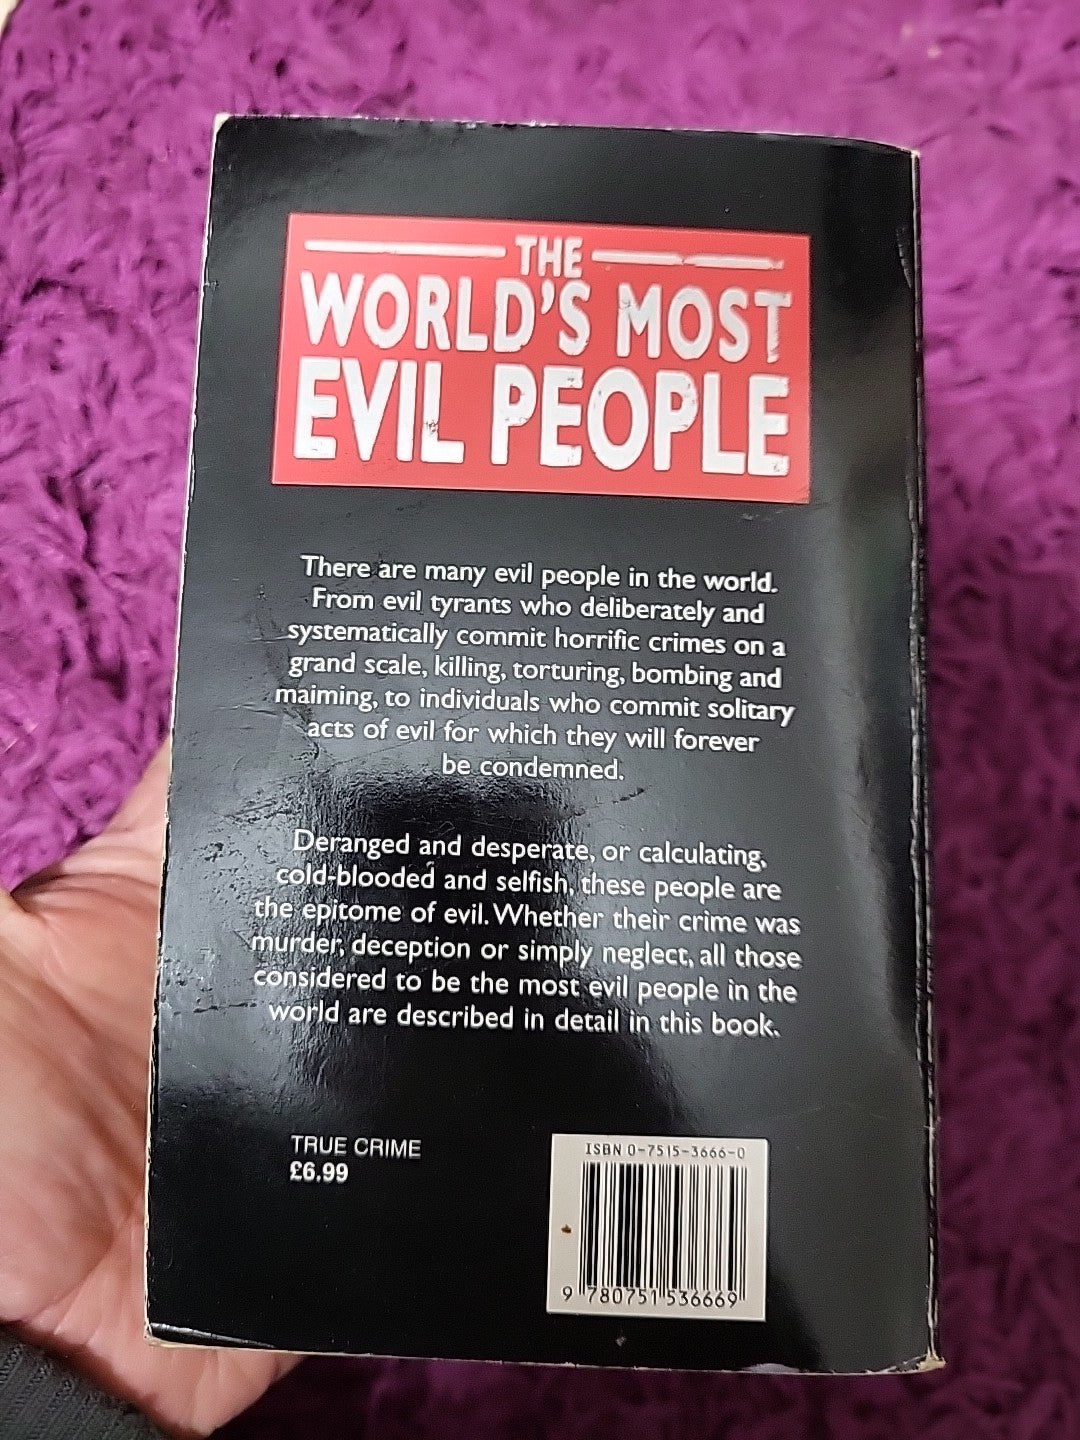 THE
WORLD'S MOST
EVIL PEOPLE
There are many evil people in the world.
From evil tyrants who deliberately and
systematically commit horrific crimes on a
grand scale, killing, torturing, bombing and
maiming, to individuals who commit solitary
acts of evil for which they will forever
be condemned.
Deranged and desperate, or calculating,
cold-blooded and selfish, these people are
the epitome of evil. Whether their crime was
murder, deception or simply neglect, all those
considered to be the most evil people in the
world are described in detail in this book.
TRUE CRIME
£6.99
ISBN 0-7515-3666-0
9 780751 536669